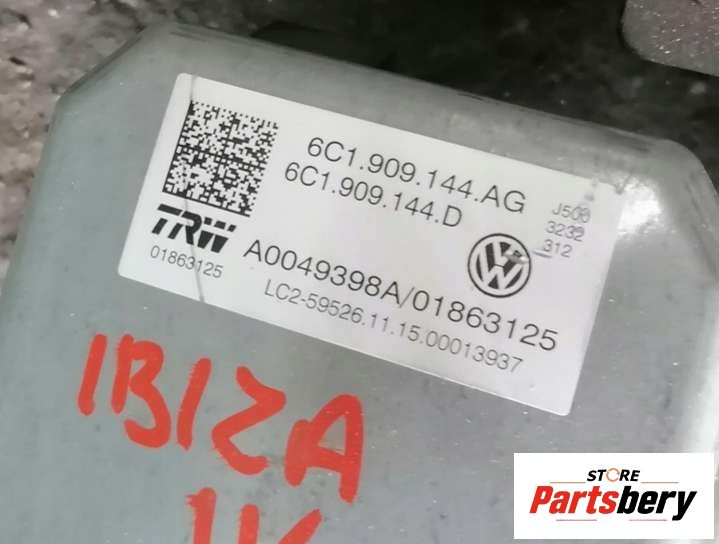 6C1.909.144.AG
6C1.909.144.D
J500
3232
312
TRW
01863125
A0049398A/01863125
LC2-59526.11.15.00013937
IBIZA
STORE
Partsbery